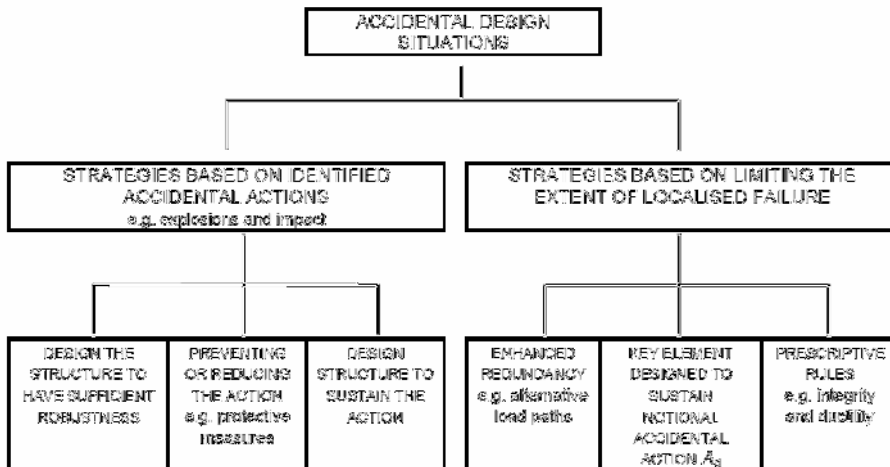 ACCIDENTAL DESIGN
SITUATIONS
STRATEGIES BASED ON IDENTIFIED
ACCIDENTAL ACTIONS
e.g. explosions and impact
STRATEGIES BASED ON LIMITING THE
EXTENT OF LOCALISED FAILURE
DESIGN THE
STRUCTURE TO
HAVE SUFFICIENT
ROBUSTNESS
PREVENTING
OR REDUCING
THE ACTION
e.g. protective
measures
DESIGN
STRUCTURE TO
SUSTAIN THE
ACTION
ENHANCED
REDUNDANCY
e.g. alternative
load paths
KEY ELEMENT
DESIGNED TO
SUSTAIN
NOTIONAL
ACCIDENTAL
ACTION Ad
PRESCRIPTIVE
RULES
e.g. integrity
and ductility